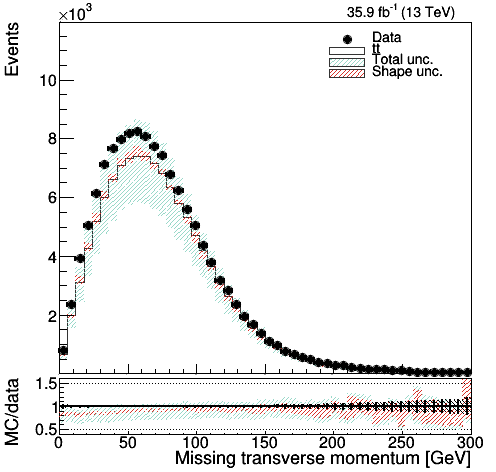 35.9 fb⁻¹ (13 TeV)
×10³
Events
Data
tt̄
Total unc.
Shape unc.
10
8
6
4
2
MC/data
1.5
1
0.5
0 50 100 150 200 250 300
Missing transverse momentum [GeV]